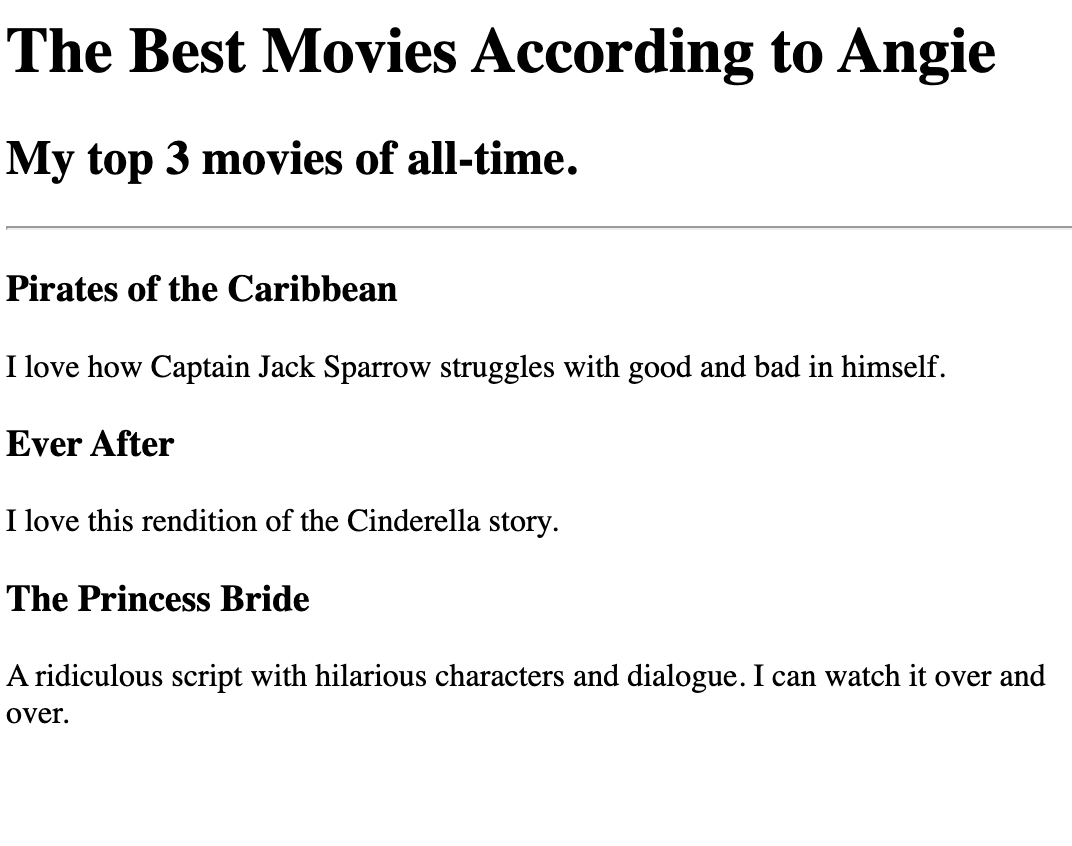 The Best Movies According to Angie
My top 3 movies of all-time.
Pirates of the Caribbean
I love how Captain Jack Sparrow struggles with good and bad in himself.
Ever After
I love this rendition of the Cinderella story.
The Princess Bride
A ridiculous script with hilarious characters and dialogue. I can watch it over and
over.